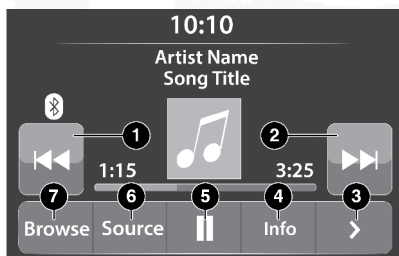 10:10
Artist Name
Song Title
1
2
1:15
3:25
7
6
5
4
3
Browse
Source
Info